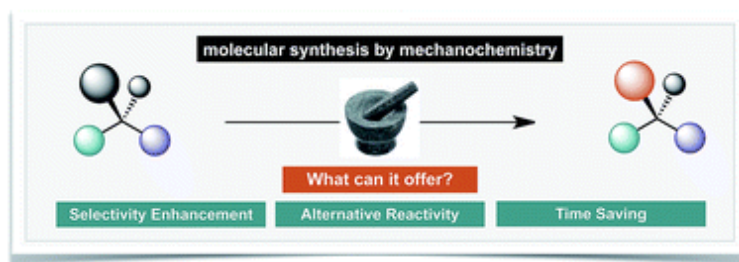 molecular synthesis by mechanochemistry
What can it offer?
Selectivity Enhancement
Alternative Reactivity
Time Saving